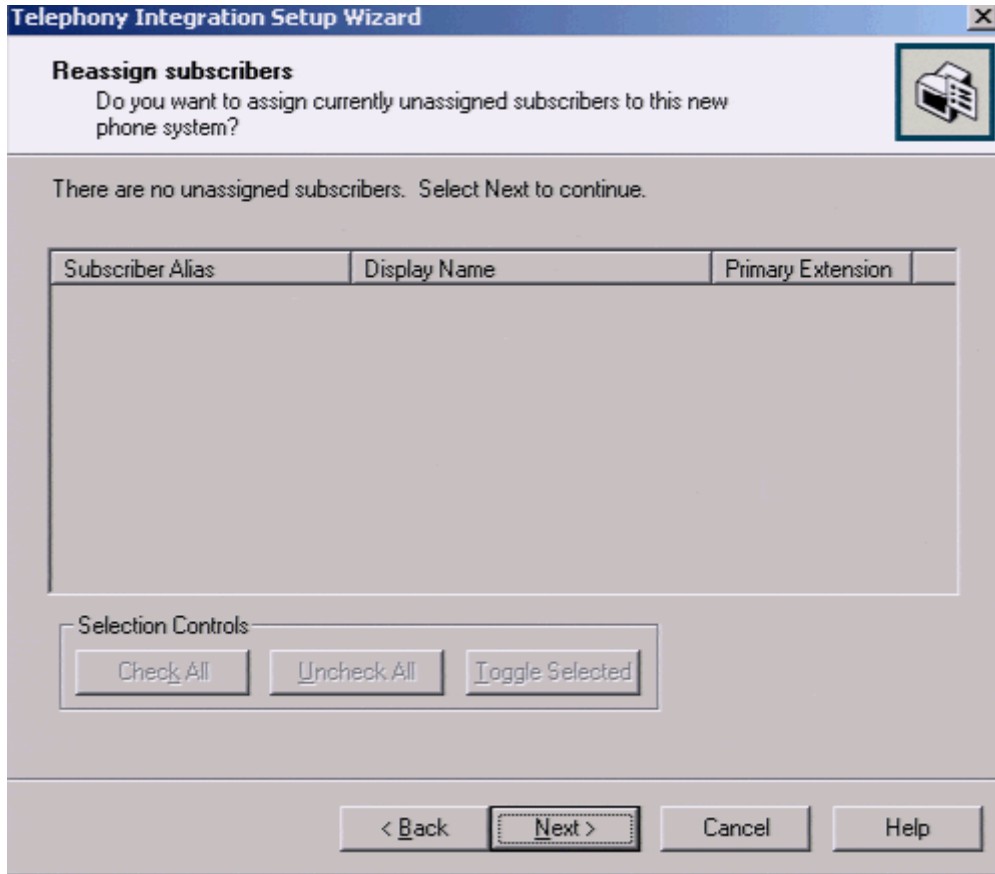 Telephony Integration Setup Wizard
Reassign subscribers
Do you want to assign currently unassigned subscribers to this new
phone system?
There are no unassigned subscribers. Select Next to continue.
Subscriber Alias Display Name Primary Extension
Selection Controls
Check All Uncheck All Toggle Selected
< Back Next > Cancel Help